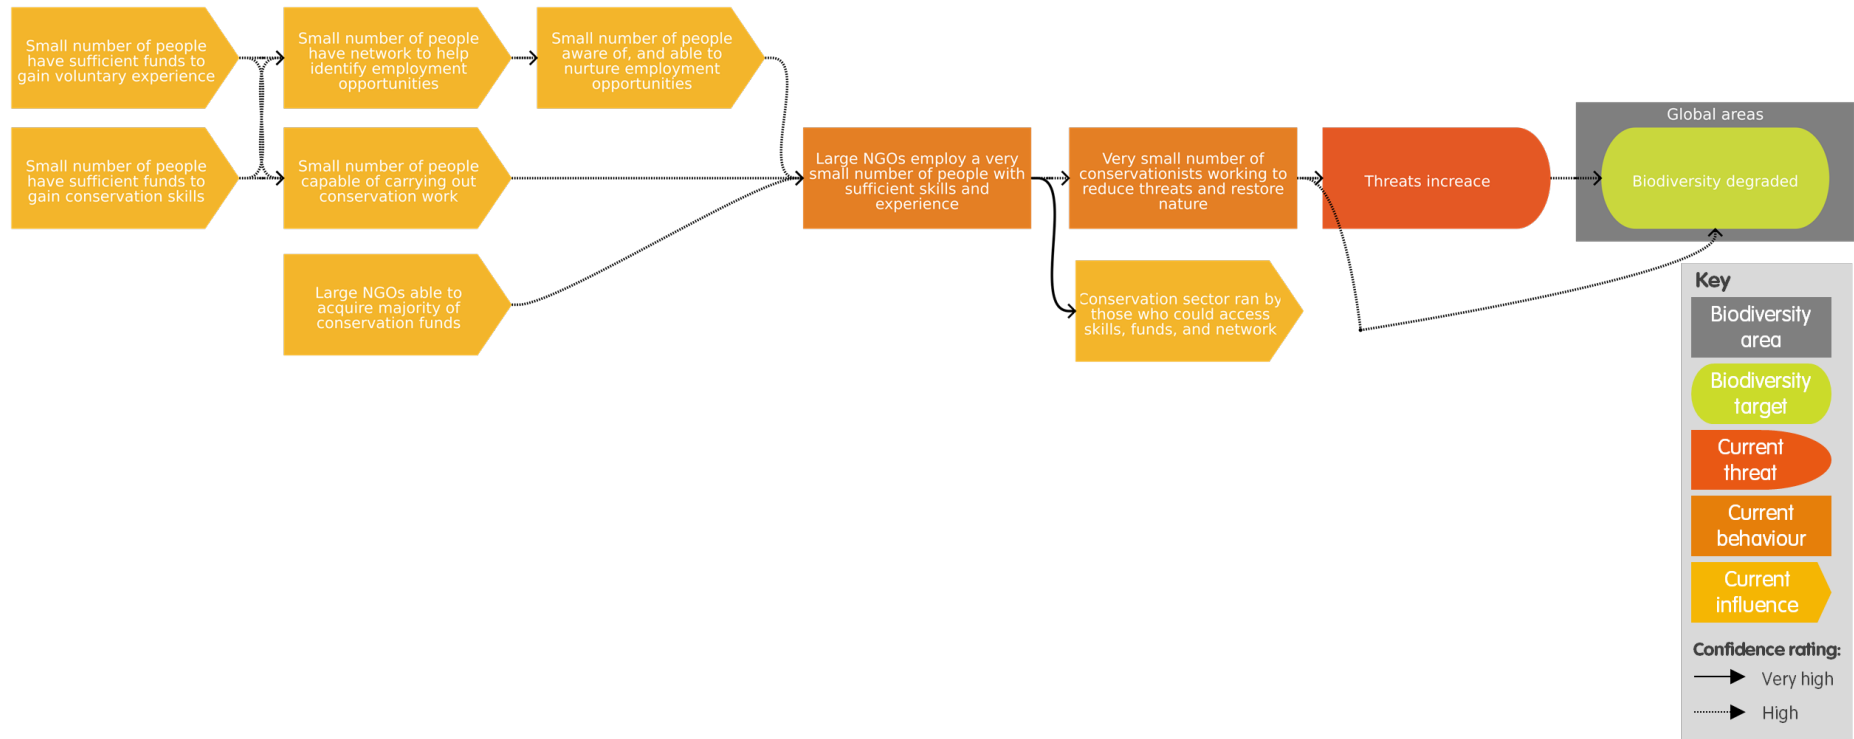 Small number of people
have sufficient funds to
gain voluntary experience
Small number of people
have network to help
identify employment
opportunities
Small number of people
aware of, and able to
nurture employment
opportunities
Small number of people
have sufficient funds to
gain conservation skills
Small number of people
capable of carrying out
conservation work
Large NGOs able to
acquire majority of
conservation funds
Large NGOs employ a very
small number of people with
sufficient skills and
experience
Very small number of
conservationists working to
reduce threats and restore
nature
Conservation sector ran by
those who could access
skills, funds, and network
Threats increace
Global areas
Biodiversity degraded
Key
Biodiversity
area
Biodiversity
target
Current
threat
Current
behaviour
Current
influence
Confidence rating:
Very high
High